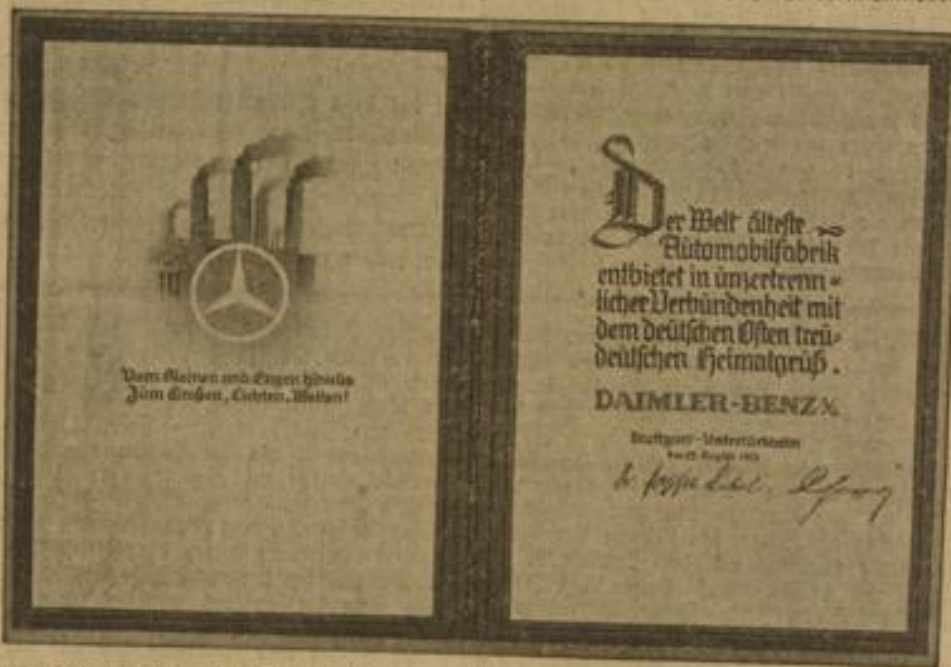 Vom Kleinen und Engen hinaus
Zum Großen, Lichten, Weiten!
Der Welt älteste
Automobilfabrik
entbietet in unzertrenn-
licher Verbundenheit mit
dem deutschen Osten treu-
deutschen Heimatgruß.
DAIMLER-BENZ
Stuttgart-Untertürkheim